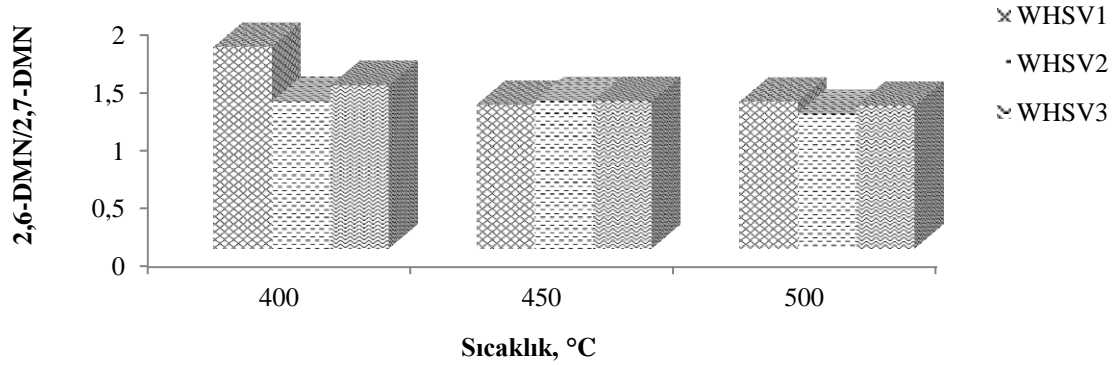 2,6-DMN/2,7-DMN
2
1,5
1
0,5
0
400
450
500
Sıcaklık, °C
WHSV1
WHSV2
WHSV3